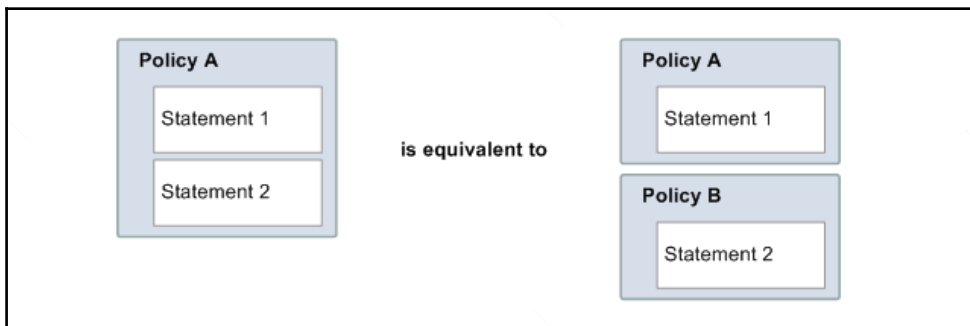 Policy A
Statement 1
Statement 2
is equivalent to
Policy A
Statement 1
Policy B
Statement 2